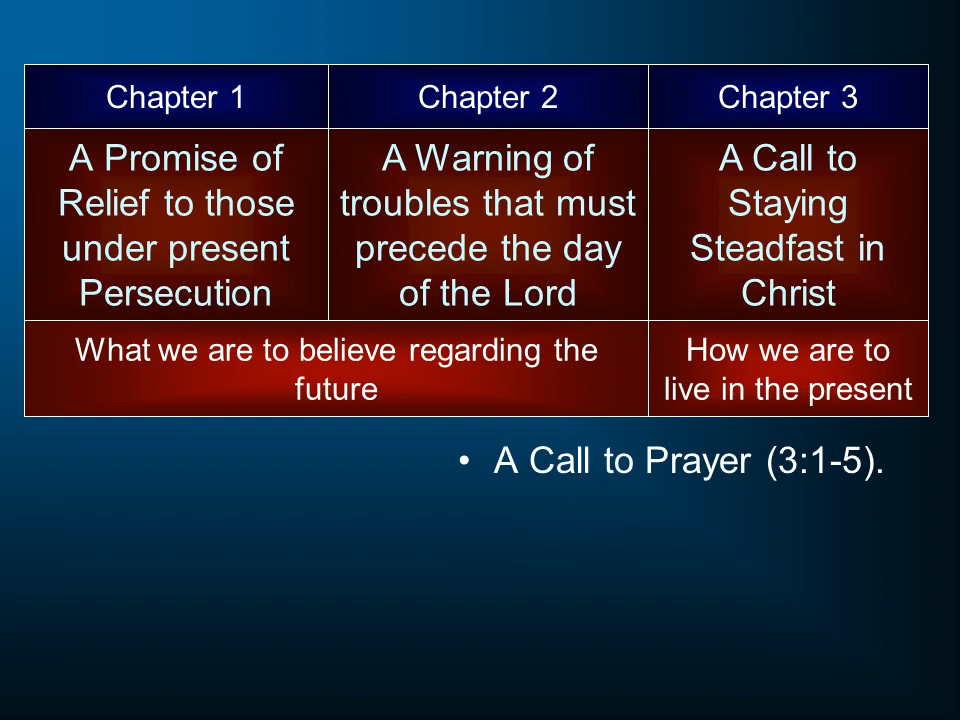 Chapter 1
Chapter 2
Chapter 3
A Promise of
Relief to those
under present
Persecution
A Warning of
troubles that must
precede the day
of the Lord
A Call to
Staying
Steadfast in
Christ
What we are to believe regarding the
future
How we are to
live in the present
• A Call to Prayer (3:1-5).